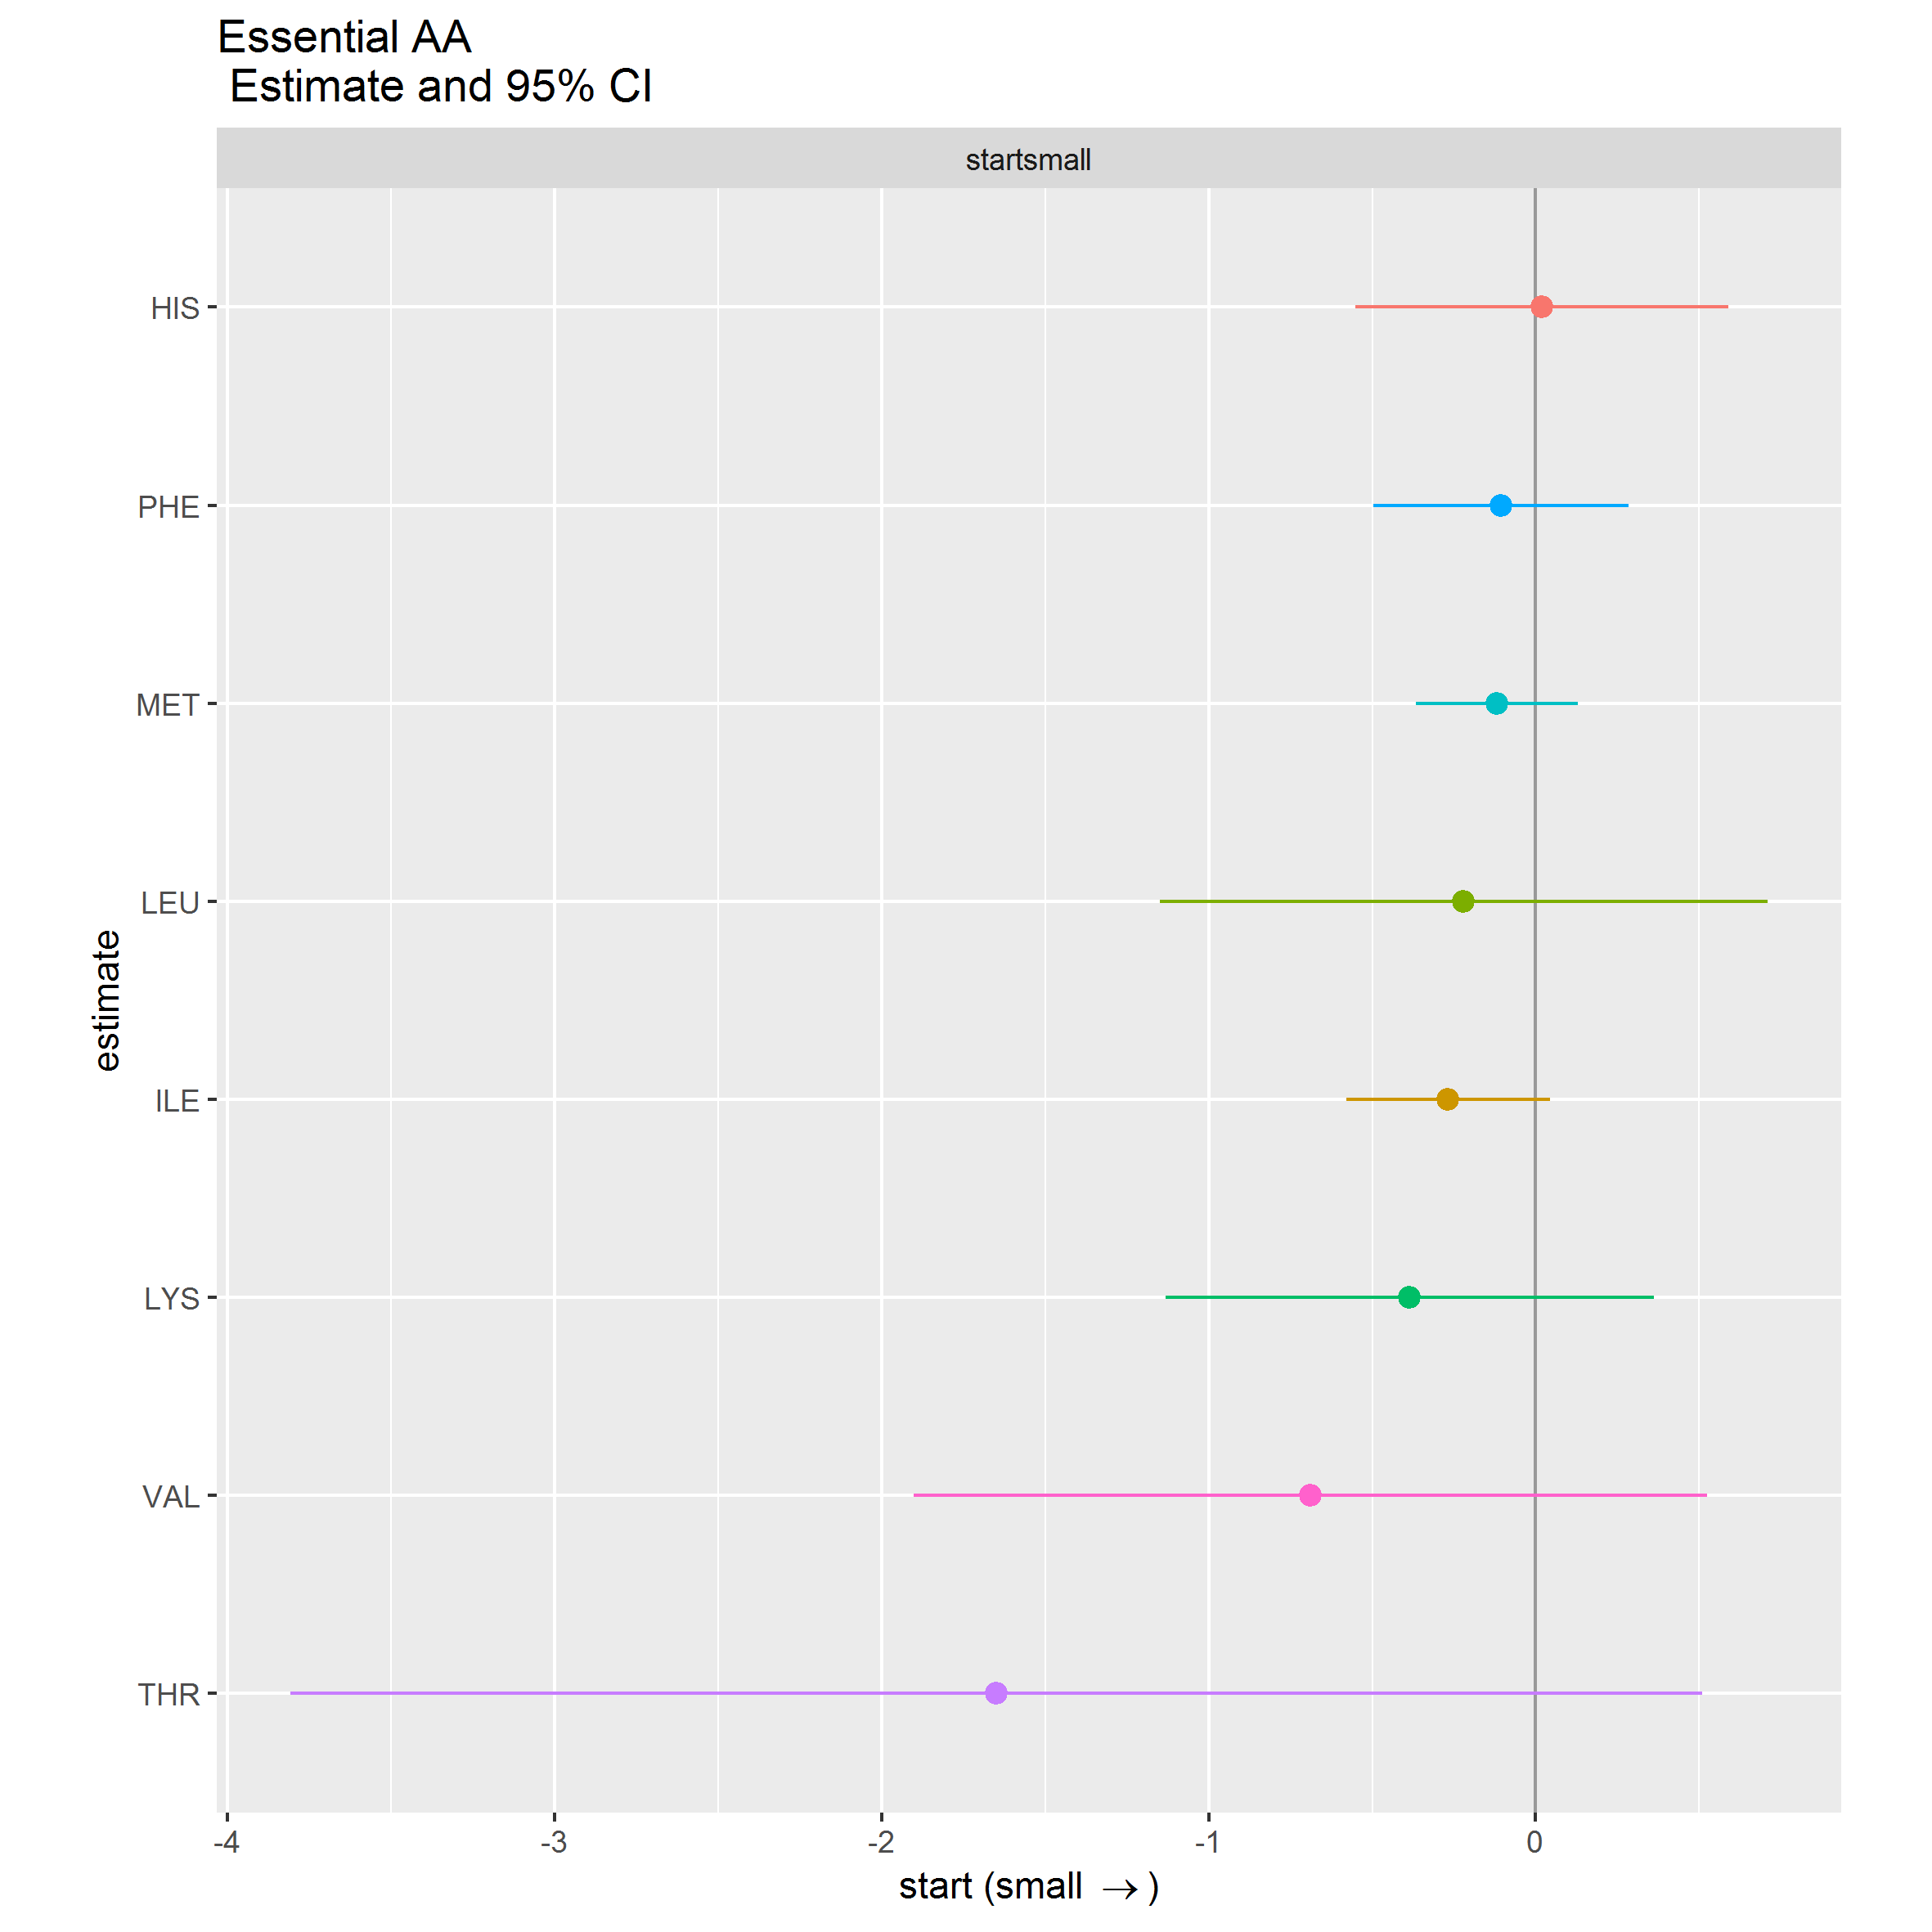 Essential AA
Estimate and 95% CI
startsmall
HIS
PHE
MET
LEU
ILE
LYS
VAL
THR
estimate
-4 -3 -2 -1 0
start (small → )